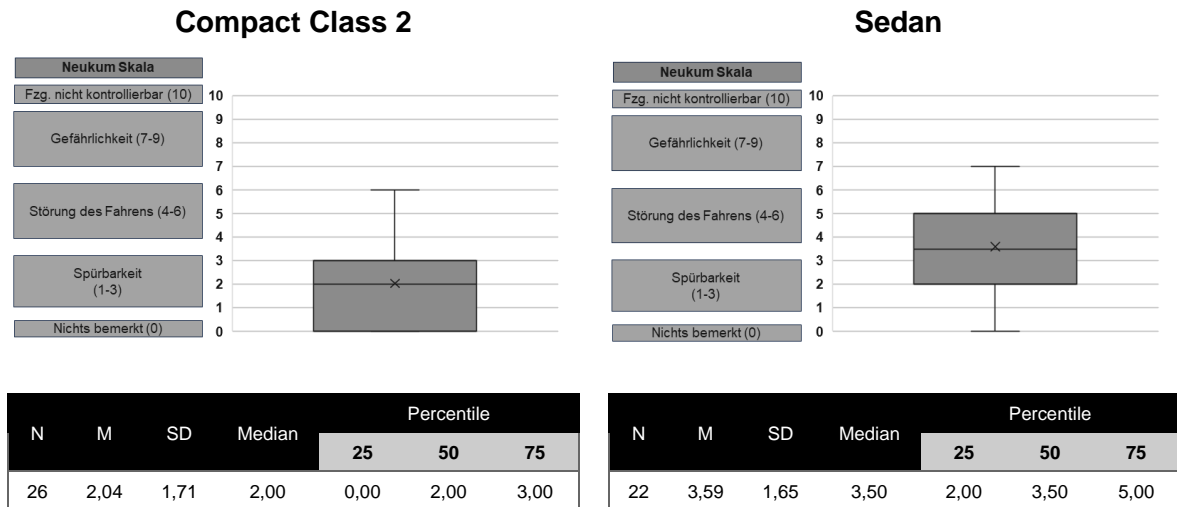 Compact Class 2
Neukum Skala
Fzg. nicht kontrollierbar (10)
Gefährlichkeit (7-9)
Störung des Fahrens (4-6)
Spürbarkeit
(1-3)
Nichts bemerkt (0)
10
9
8
7
6
5
4
3
2
1
0
N M SD Median Percentile
25 50 75
26 2,04 1,71 2,00 0,00 2,00 3,00
Sedan
Neukum Skala
Fzg. nicht kontrollierbar (10)
Gefährlichkeit (7-9)
Störung des Fahrens (4-6)
Spürbarkeit
(1-3)
Nichts bemerkt (0)
10
9
8
7
6
5
4
3
2
1
0
N M SD Median Percentile
25 50 75
22 3,59 1,65 3,50 2,00 3,50 5,00